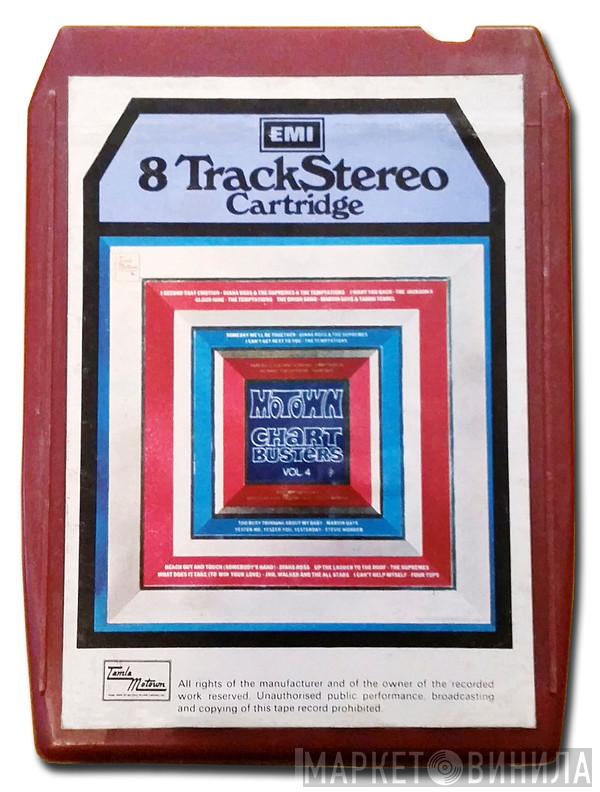 EMI
8 TrackStereo
Cartridge
I SECOND THAT EMOTION · DIANA ROSS & THE SUPREMES & THE TEMPTATIONS · I WANT YOU BACK · THE JACKSON 5
CLOUD NINE · THE TEMPTATIONS · THE ONION SONG · MARVIN GAYE & TAMMI TERRELL
SOMEDAY WE'LL BE TOGETHER · DIANA ROSS & THE SUPREMES
I CAN'T GET NEXT TO YOU · THE TEMPTATIONS
MOTOWN
CHART
BUSTERS
VOL. 4
TOO BUSY THINKING ABOUT MY BABY · MARVIN GAYE
YESTER-ME, YESTER-YOU, YESTERDAY · STEVIE WONDER
REACH OUT AND TOUCH (SOMEBODY'S HAND) · DIANA ROSS · UP THE LADDER TO THE ROOF · THE SUPREMES
WHAT DOES IT TAKE (TO WIN YOUR LOVE) · JNR. WALKER AND THE ALL STARS · I CAN'T HELP MYSELF · FOUR TOPS
Tamla
Motown
All rights of the manufacturer and of the owner of the recorded
work reserved. Unauthorised public performance, broadcasting
and copying of this tape record prohibited.
МАРКЕТ ВИНИЛА